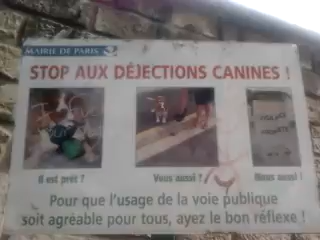 MAIRIE DE PARIS
STOP AUX DÉJECTIONS CANINES !
Il est prêt ?
Vous aussi ?
Nous aussi !
Pour que l'usage de la voie publique
soit agréable pour tous, ayez le bon réflexe !